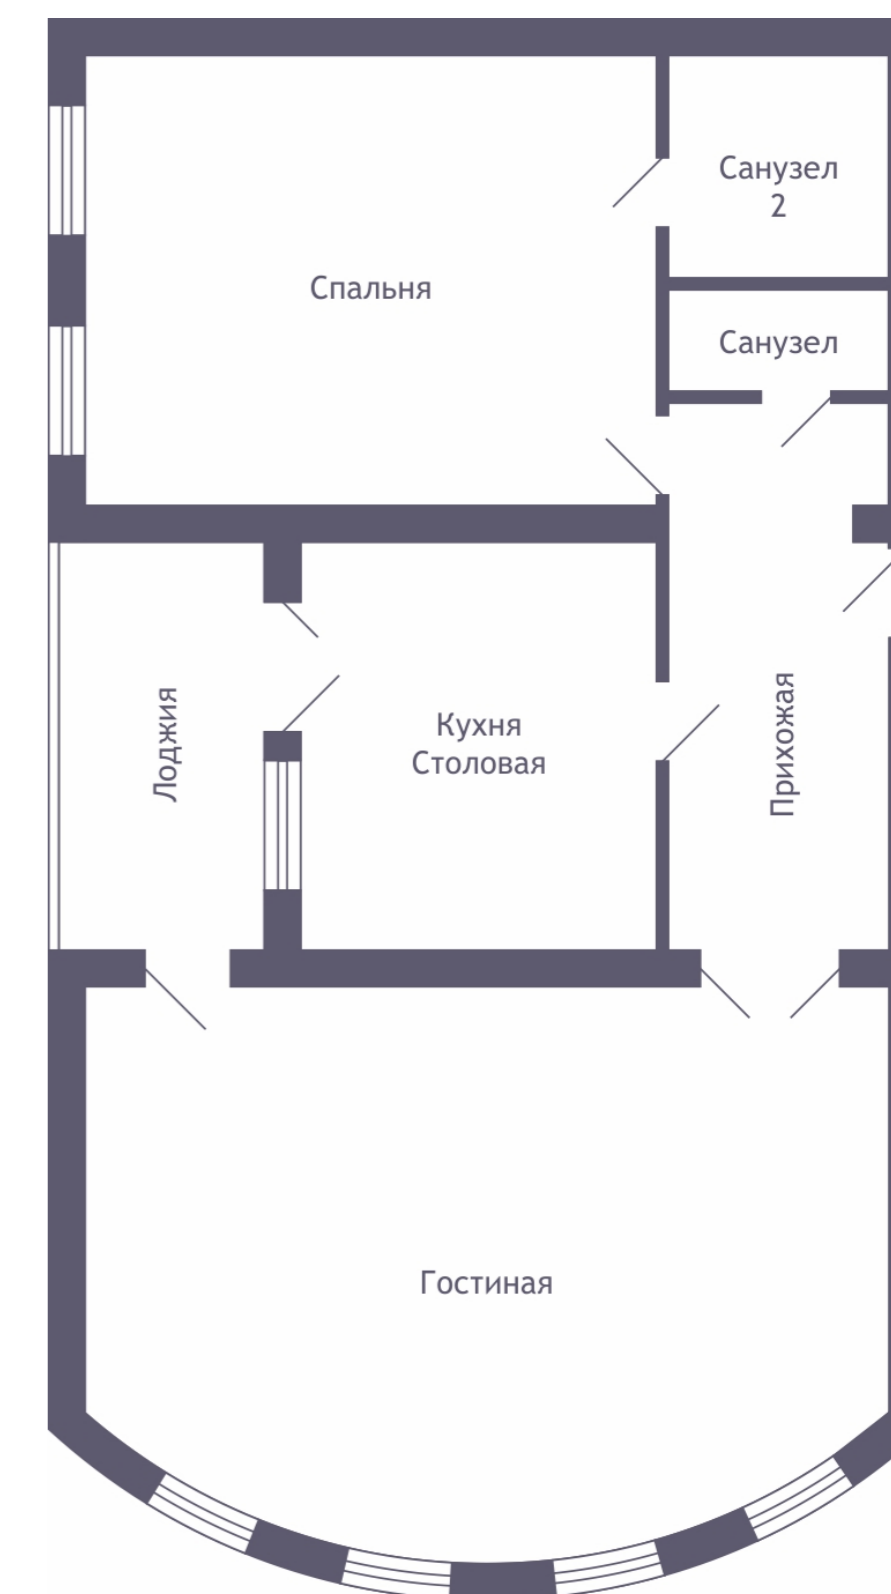 Санузел
2
Спальня
Санузел
Лоджия
Кухня
Столовая
Прихожая
Гостиная